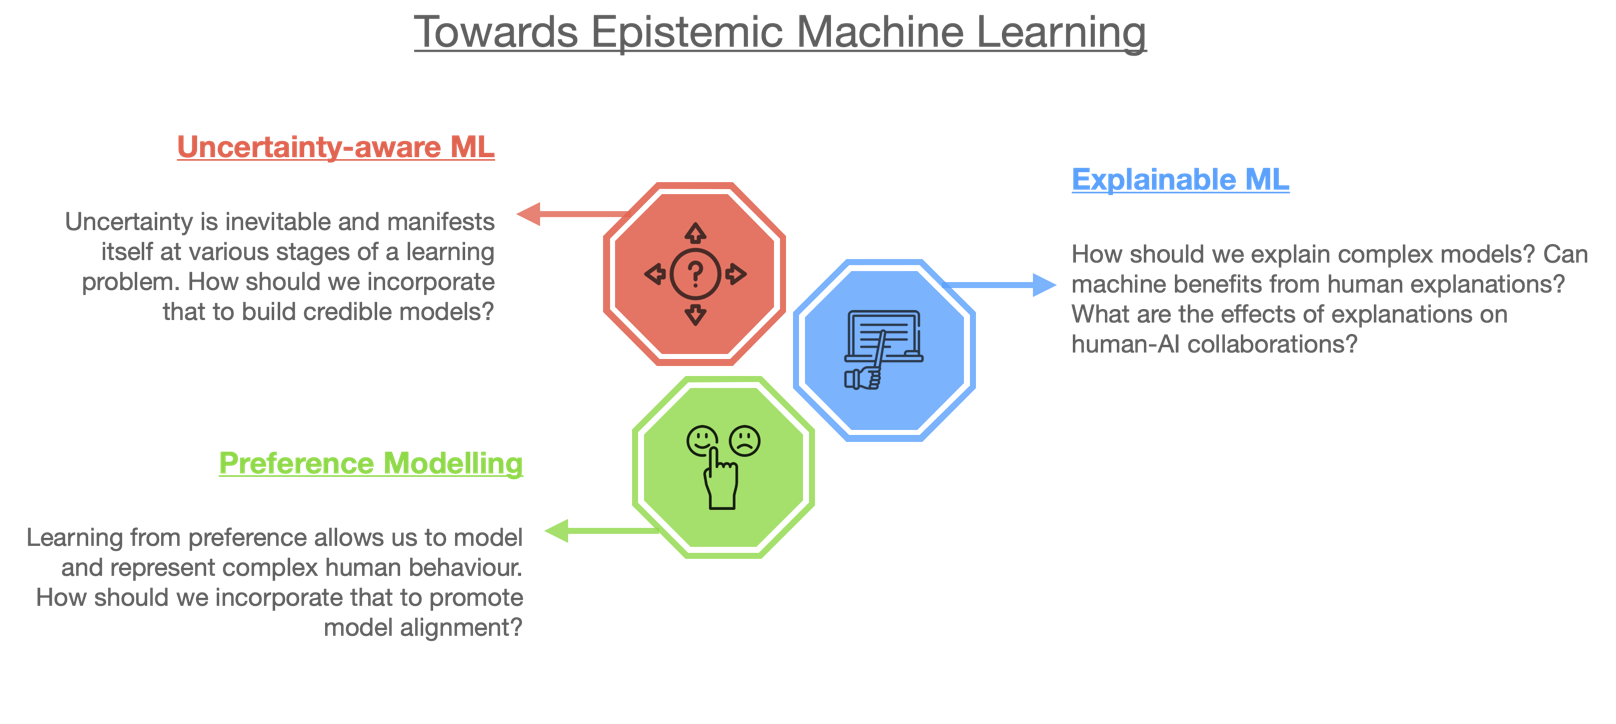 Towards Epistemic Machine Learning
Uncertainty-aware ML
Uncertainty is inevitable and manifests
itself at various stages of a learning
problem. How should we incorporate
that to build credible models?
Explainable ML
How should we explain complex models? Can
machine benefits from human explanations?
What are the effects of explanations on
human-AI collaborations?
Preference Modelling
Learning from preference allows us to model
and represent complex human behaviour.
How should we incorporate that to promote
model alignment?
?